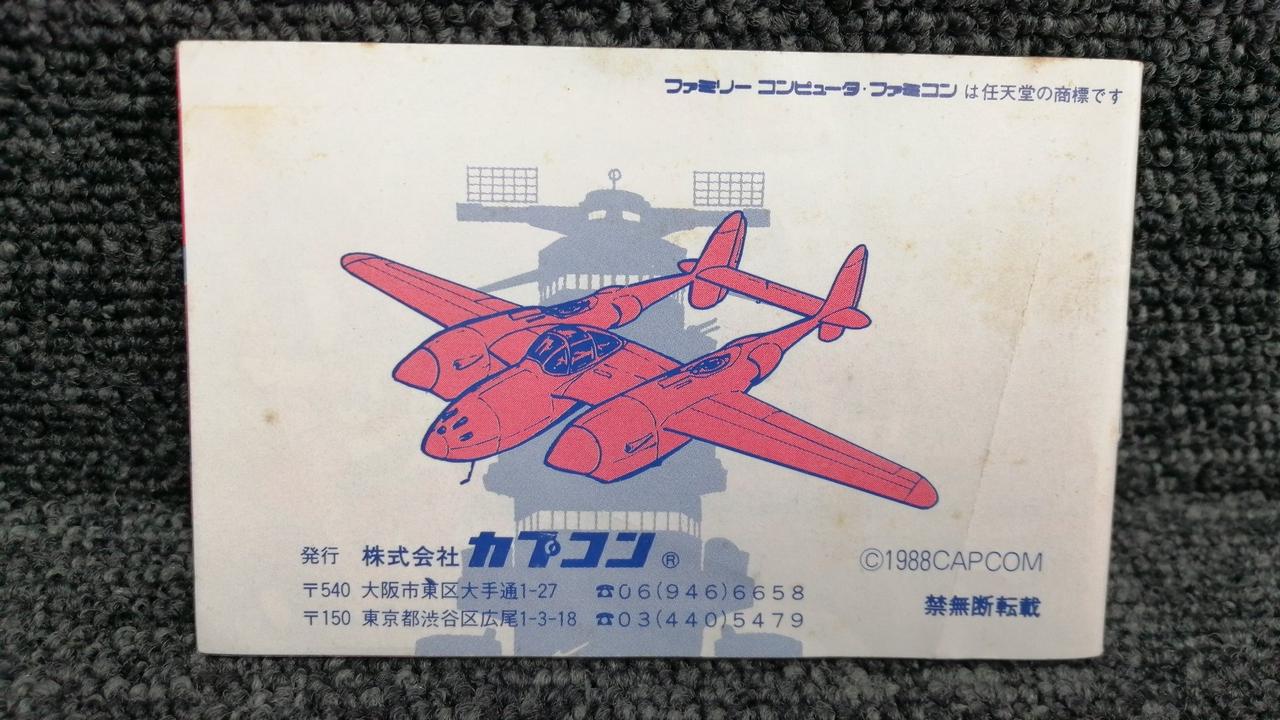 ファミリー コンピュータ・ファミコン は任天堂の商標です
発行 株式会社 カプコン ®
〒540 大阪市東区大手通1-27 ☎06(946)6658
〒150 東京都渋谷区広尾1-3-18 ☎03(440)5479
©1988CAPCOM
禁無断転載